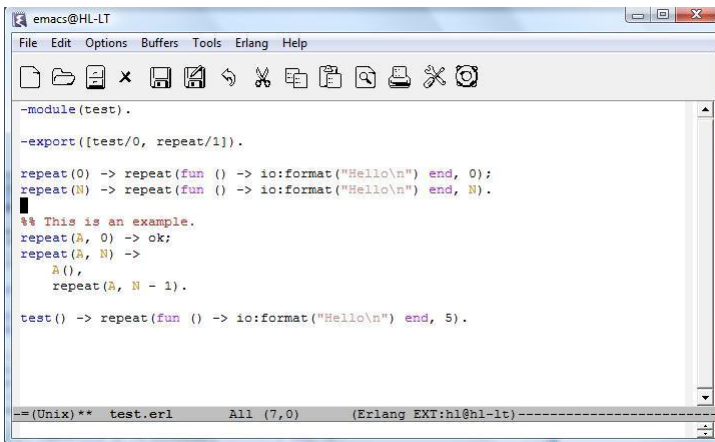 emacs@HL-LT
File Edit Options Buffers Tools Erlang Help
-module(test).
-export([test/0, repeat/1]).
repeat(0) -> repeat(fun () -> io:format("Hello\n") end, 0);
repeat(N) -> repeat(fun () -> io:format("Hello\n") end, N).
%% This is an example.
repeat(A, 0) -> ok;
repeat(A, N) ->
    A(),
    repeat(A, N - 1).
test() -> repeat(fun () -> io:format("Hello\n") end, 5).
-=(Unix)** test.erl All (7,0) (Erlang EXT:hl@hl-lt)------------------------